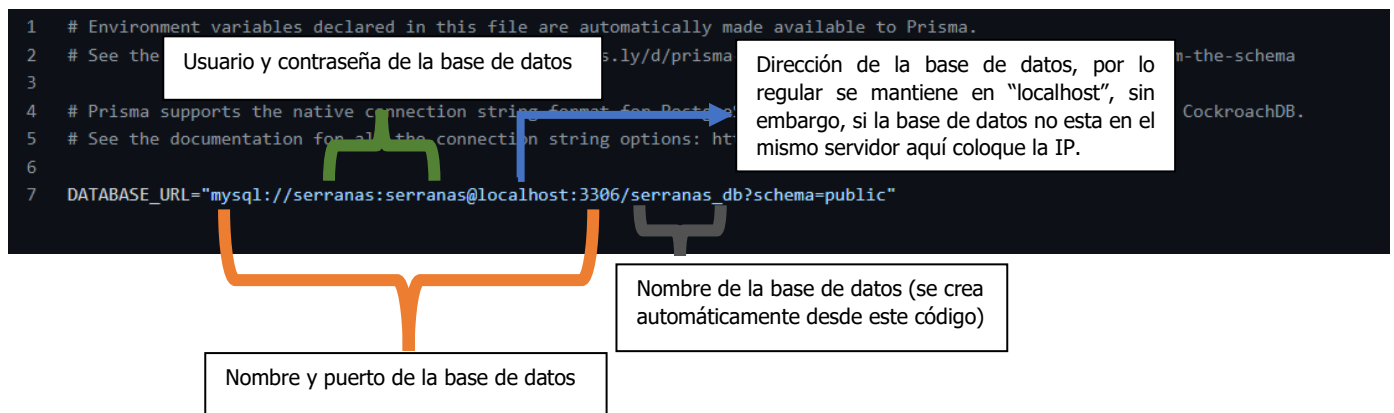 1 # Environment variables declared in this file are automatically made available to Prisma.
2 # See the
s.ly/d/prisma
n-the-schema
3
4 # Prisma supports the native connection string format for
CockroachDB.
5 # See the documentation for all the connection string options: ht
6
7 DATABASE_URL="mysql://serranas:serranas@localhost:3306/serranas_db?schema=public"
Usuario y contraseña de la base de datos
Dirección de la base de datos, por lo
regular se mantiene en “localhost”, sin
embargo, si la base de datos no esta en el
mismo servidor aquí coloque la IP.
Nombre de la base de datos (se crea
automáticamente desde este código)
Nombre y puerto de la base de datos